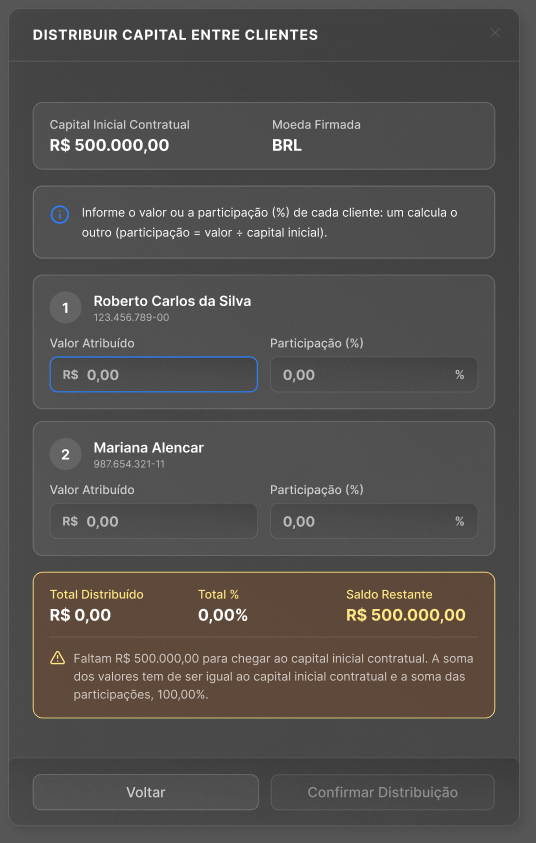 DISTRIBUIR CAPITAL ENTRE CLIENTES
Capital Inicial Contratual
Moeda Firmada
R$ 500.000,00
BRL
Informe o valor ou a participação (%) de cada cliente: um calcula o
outro (participação = valor ÷ capital inicial).
1
Roberto Carlos da Silva
123.456.789-00
Valor Atribuído
Participação (%)
R$ 0,00
0,00 %
2
Mariana Alencar
987.654.321-11
Valor Atribuído
Participação (%)
R$ 0,00
0,00 %
Total Distribuído
Total %
Saldo Restante
R$ 0,00
0,00%
R$ 500.000,00
Faltam R$ 500.000,00 para chegar ao capital inicial contratual. A soma
dos valores tem de ser igual ao capital inicial contratual e a soma das
participações, 100,00%.
Voltar
Confirmar Distribuição